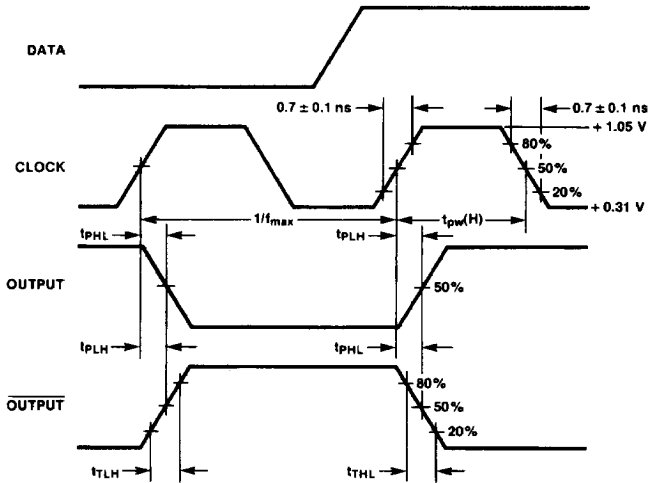 DATA
0.7 ± 0.1 ns
0.7 ± 0.1 ns
+ 1.05 V
CLOCK
80%
50%
20%
+ 0.31 V
1/fmax
tpw(H)
tPHL
tPLH
OUTPUT
50%
tPLH
tPHL
OUTPUT
80%
50%
20%
tTLH
tTHL